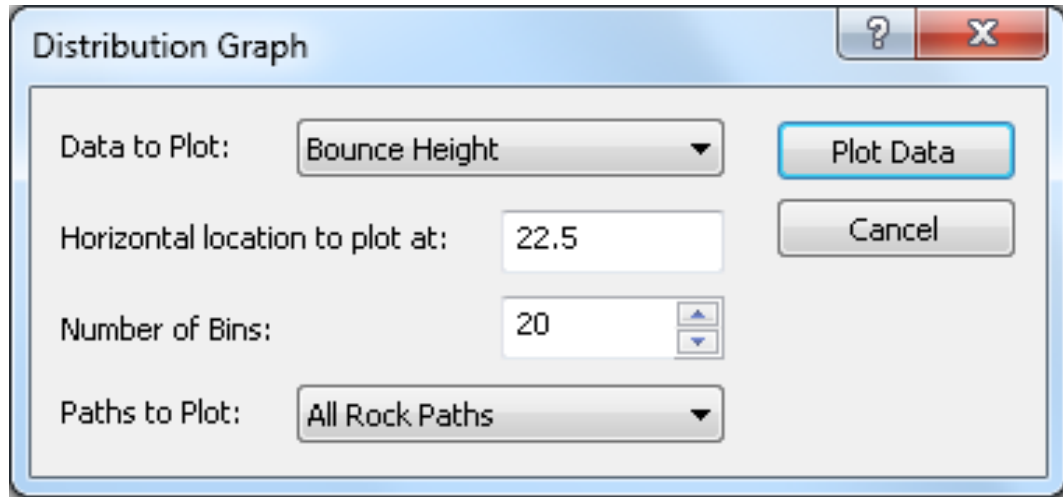 Distribution Graph
Data to Plot: Bounce Height Plot Data
Horizontal location to plot at: 22.5 Cancel
Number of Bins: 20
Paths to Plot: All Rock Paths